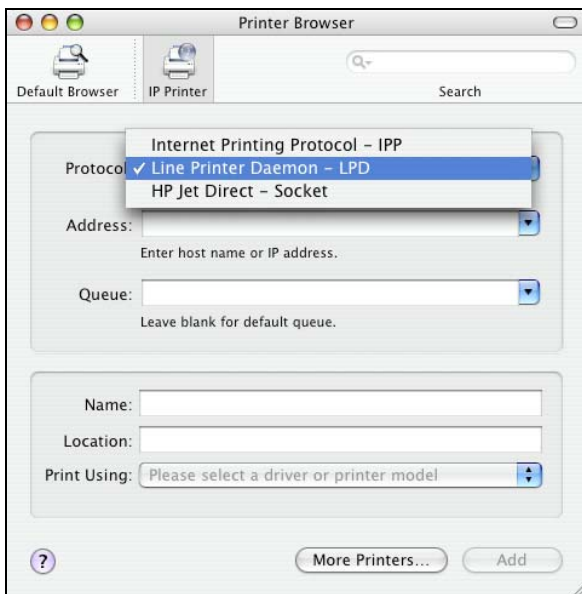 Printer Browser
Default Browser
IP Printer
Search
Internet Printing Protocol – IPP
Protocol
✓ Line Printer Daemon – LPD
HP Jet Direct – Socket
Address:
Enter host name or IP address.
Queue:
Leave blank for default queue.
Name:
Location:
Print Using: Please select a driver or printer model
? More Printers... Add